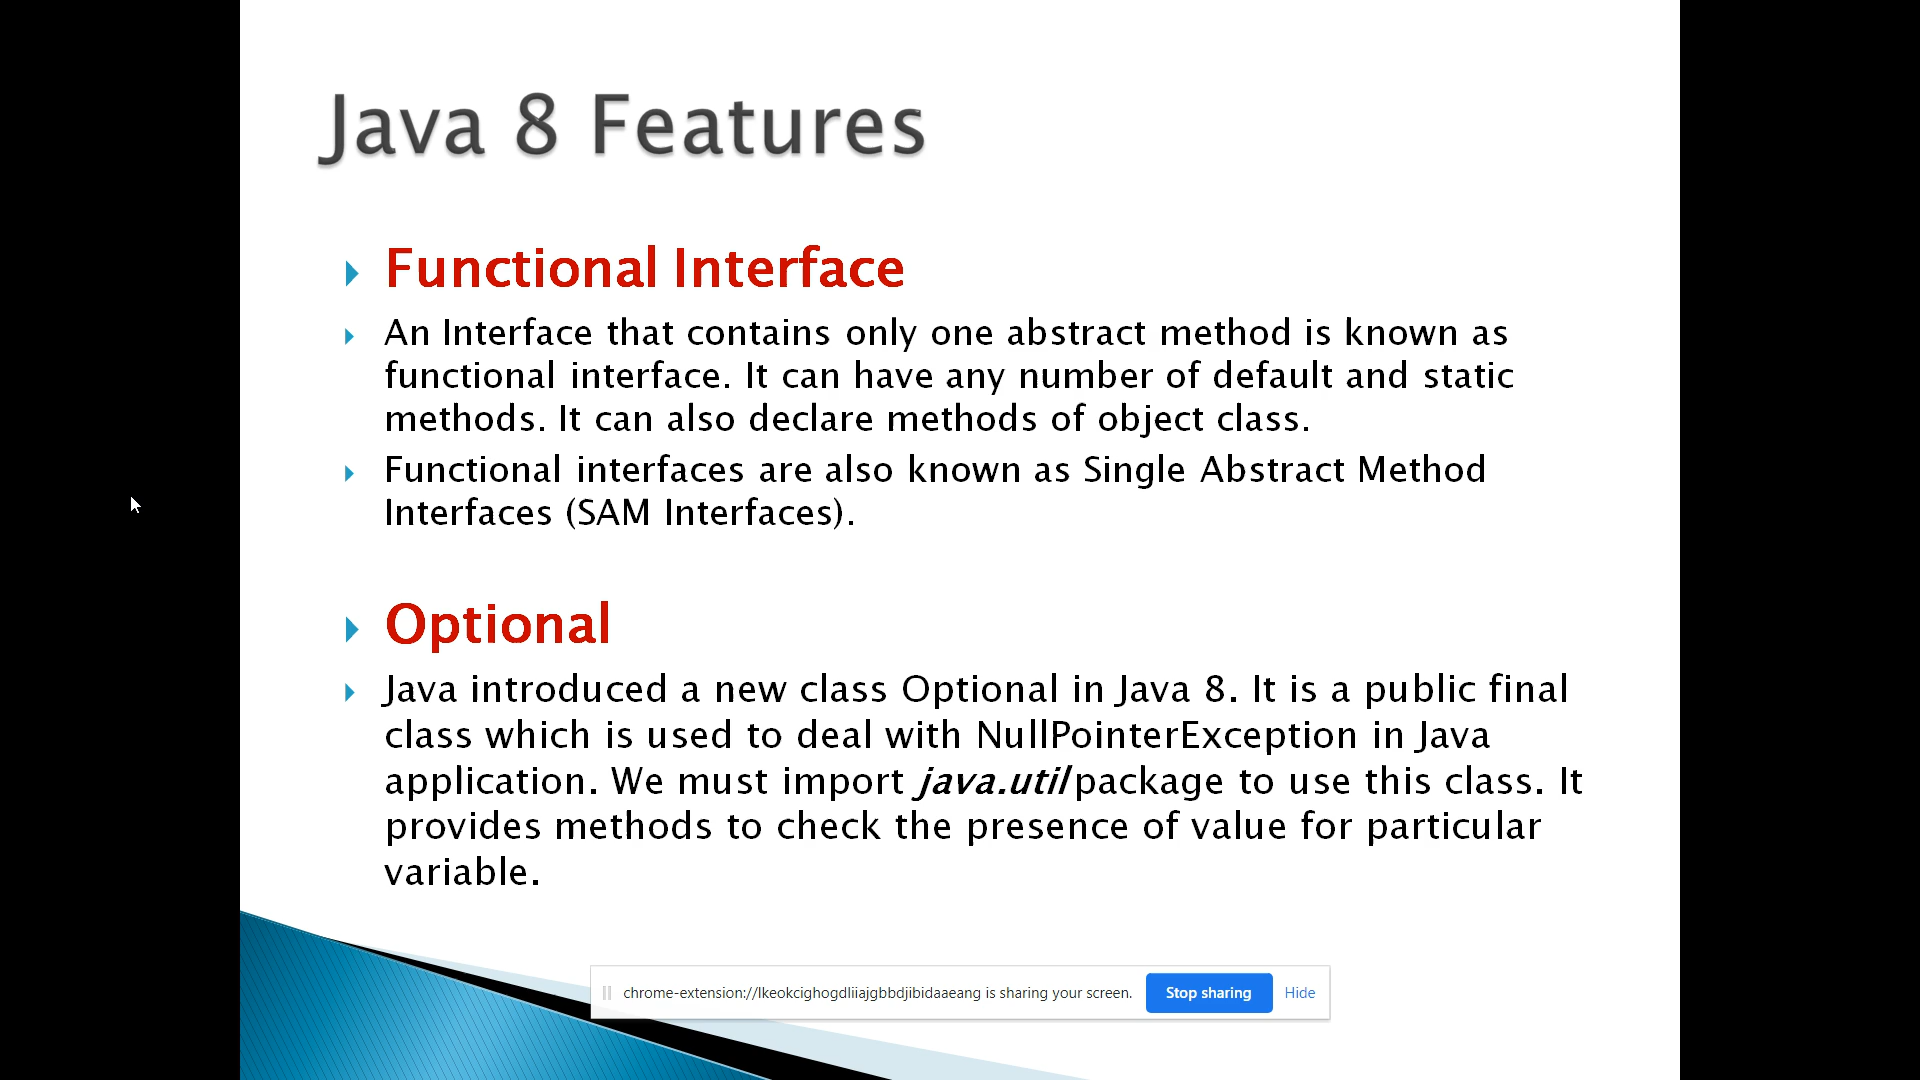 Java 8 Features
Functional Interface
An Interface that contains only one abstract method is known as
functional interface. It can have any number of default and static
methods. It can also declare methods of object class.
Functional interfaces are also known as Single Abstract Method
Interfaces (SAM Interfaces).
Optional
Java introduced a new class Optional in Java 8. It is a public final
class which is used to deal with NullPointerException in Java
application. We must import java.util package to use this class. It
provides methods to check the presence of value for particular
variable.
chrome-extension://lkeokcighogdliiajgbbdjibidaaeang is sharing your screen. Stop sharing Hide